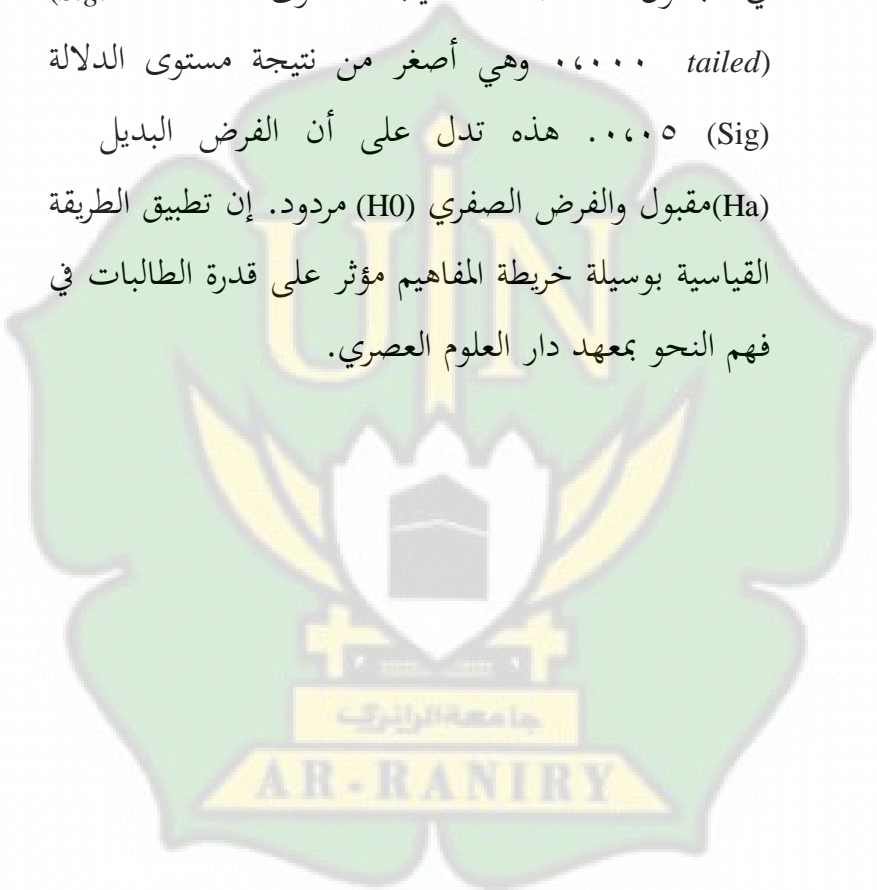 (tailed ٠،٠٠٠ وهي أصغر من نتيجة مستوى الدلالة
(Sig) ٠،٠٥. هذه تدل على أن الفرض البديل
(Ha)مقبول والفرض الصفري (H0) مردود. إن تطبيق الطريقة
القياسية بوسيلة خريطة المفاهيم مؤثر على قدرة الطالبات في
فهم النحو بمعهد دار العلوم العصري.
UIN
جامعة الرانري
AR-RANIRY